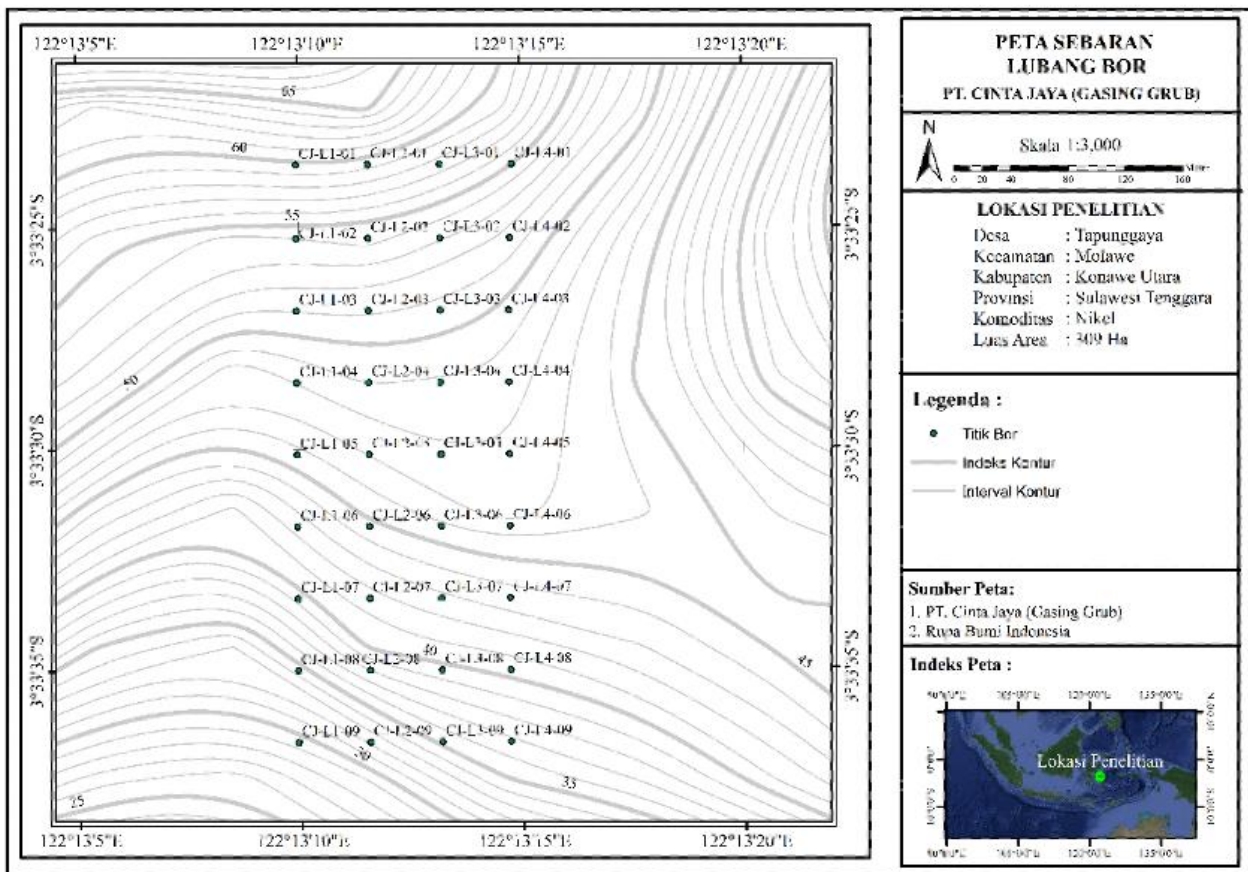 122°13'5"E 122°13'10"E 122°13'15"E 122°13'20"E
65
60
CJ-L1-01 CJ-L2-01 CJ-L3-01 CJ-L4-01
55
3°33'25"S 3°33'25"S
CJ-L1-02 CJ-L2-02 CJ-L3-02 CJ-L4-02
CJ-L1-03 CJ-L2-03 CJ-L3-03 CJ-L4-03
50
CJ-L1-04 CJ-L2-04 CJ-L3-04 CJ-L4-04
3°33'30"S 3°33'30"S
CJ-L1-05 CJ-L2-05 CJ-L3-05 CJ-L4-05
CJ-L1-06 CJ-L2-06 CJ-L3-06 CJ-L4-06
CJ-L1-07 CJ-L2-07 CJ-L3-07 CJ-L4-07
40
45
3°33'35"S 3°33'35"S
CJ-L1-08 CJ-L2-08 CJ-L3-08 CJ-L4-08
CJ-L1-09 CJ-L2-09 CJ-L3-09 CJ-L4-09
30
35
25
122°13'5"E 122°13'10"E 122°13'15"E 122°13'20"E
PETA SEBARAN
LUBANG BOR
PT. CINTA JAYA (GASING GRUB)
N
Skala 1:3,000
0 20 40 80 120 160
LOKASI PENELITIAN
Desa : Tapunggaya
Kecamatan : Molawe
Kabupaten : Konawe Utara
Provinsi : Sulawesi Tenggara
Komoditas : Nikel
Luas Area : 309 Ha
Legenda :
Titik Bor
Indeks Kontur
Interval Kontur
Sumber Peta:
1. PT. Cinta Jaya (Gasing Grub)
2. Rupa Bumi Indonesia
Indeks Peta :
Lokasi Penelitian